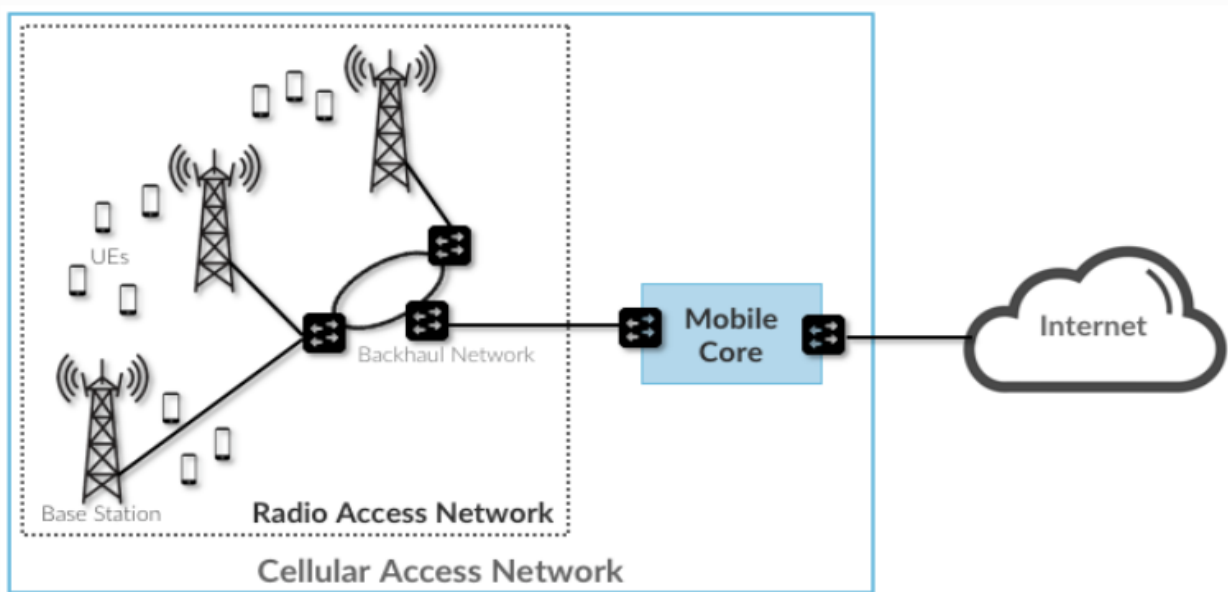 UEs
Backhaul Network
Mobile
Core
Internet
Base Station
Radio Access Network
Cellular Access Network